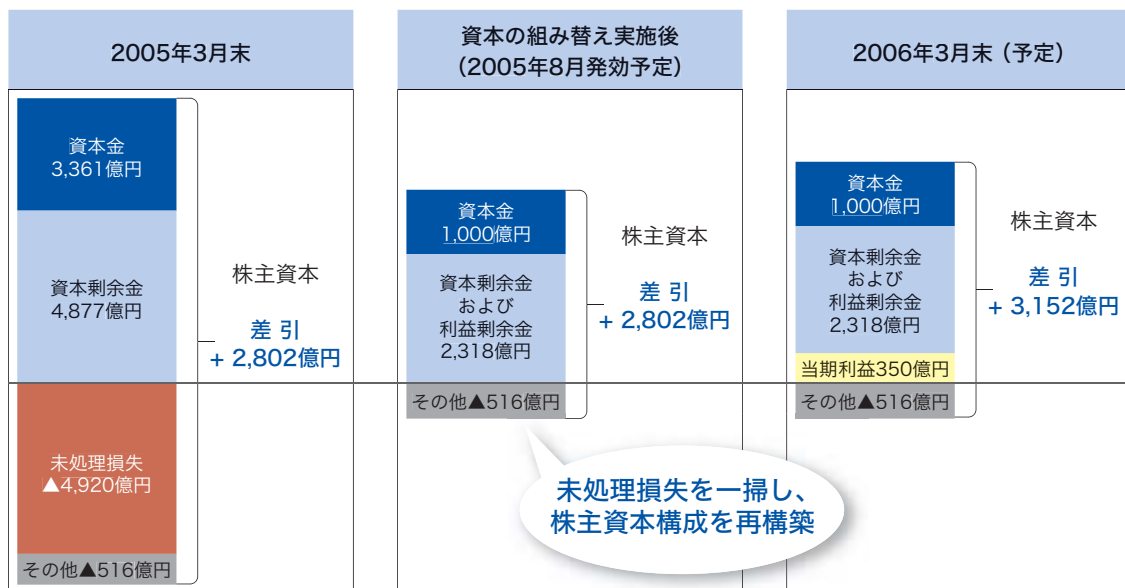 2005年3月末
資本金
3,361億円
資本剰余金
4,877億円
株主資本
差 引
+ 2,802億円
未処理損失
▲4,920億円
その他▲516億円
資本の組み替え実施後
(2005年8月発効予定)
資本金
1,000億円
資本剰余金
および
利益剰余金
2,318億円
その他▲516億円
株主資本
差 引
+ 2,802億円
未処理損失を一掃し、
株主資本構成を再構築
2006年3月末(予定)
資本金
1,000億円
資本剰余金
および
利益剰余金
2,318億円
当期利益350億円
その他▲516億円
株主資本
差 引
+ 3,152億円